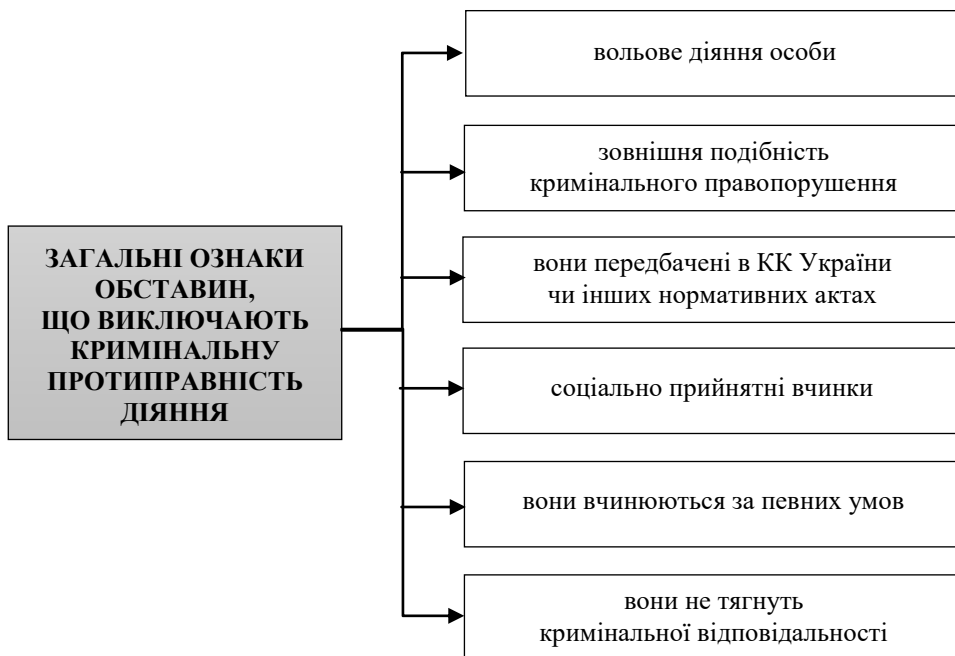 ЗАГАЛЬНІ ОЗНАКИ
ОБСТАВИН,
ЩО ВИКЛЮЧАЮТЬ
КРИМІНАЛЬНУ
ПРОТИПРАВНІСТЬ
ДІЯННЯ
вольове діяння особи
зовнішня подібність
кримінального правопорушення
вони передбачені в КК України
чи інших нормативних актах
соціально прийнятні вчинки
вони вчинюються за певних умов
вони не тягнуть
кримінальної відповідальності